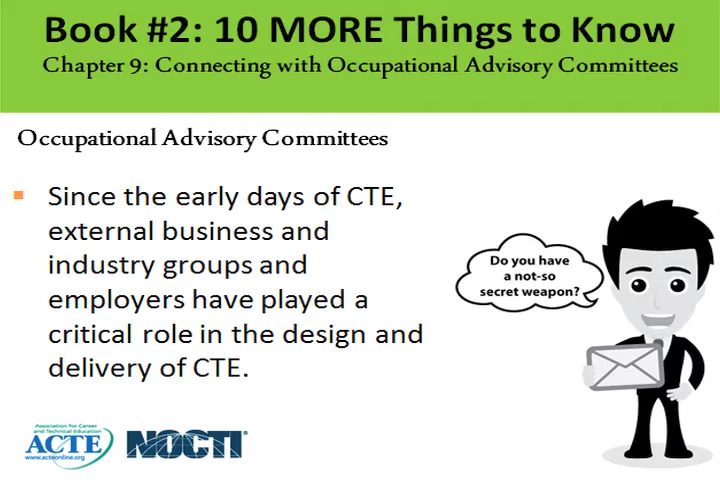 Book #2: 10 MORE Things to Know
Chapter 9: Connecting with Occupational Advisory Committees
Occupational Advisory Committees
Since the early days of CTE,
external business and
industry groups and
employers have played a
critical role in the design and
delivery of CTE.
Do you have
a not-so
secret weapon?
Association for Career
and Technical Education
ACTE
www.acteonline.org
NOCTI®